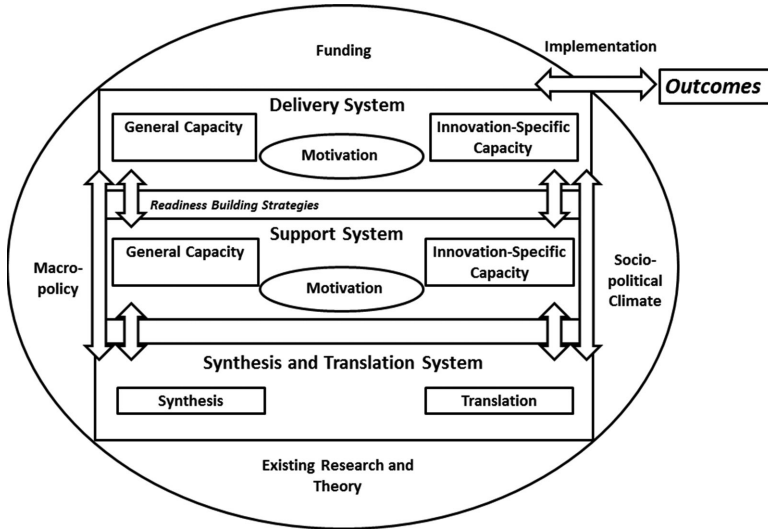 Funding
Implementation
Outcomes
Delivery System
General Capacity
Motivation
Innovation-Specific
Capacity
Readiness Building Strategies
Support System
General Capacity
Motivation
Innovation-Specific
Capacity
Macro-
policy
Socio-
political
Climate
Synthesis and Translation System
Synthesis
Translation
Existing Research and
Theory